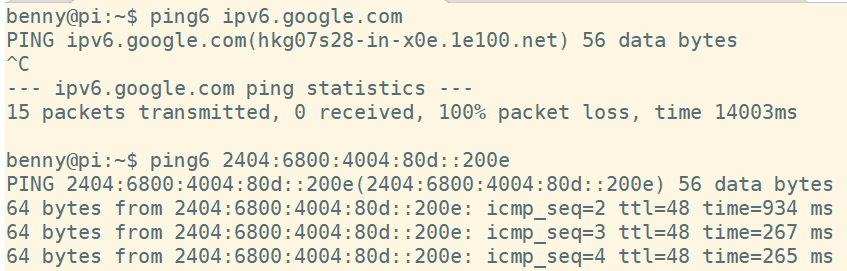 benny@pi:~$ ping6 ipv6.google.com
PING ipv6.google.com(hkg07s28-in-x0e.1e100.net) 56 data bytes
^C
--- ipv6.google.com ping statistics ---
15 packets transmitted, 0 received, 100% packet loss, time 14003ms
benny@pi:~$ ping6 2404:6800:4004:80d::200e
PING 2404:6800:4004:80d::200e(2404:6800:4004:80d::200e) 56 data bytes
64 bytes from 2404:6800:4004:80d::200e: icmp_seq=2 ttl=48 time=934 ms
64 bytes from 2404:6800:4004:80d::200e: icmp_seq=3 ttl=48 time=267 ms
64 bytes from 2404:6800:4004:80d::200e: icmp_seq=4 ttl=48 time=265 ms